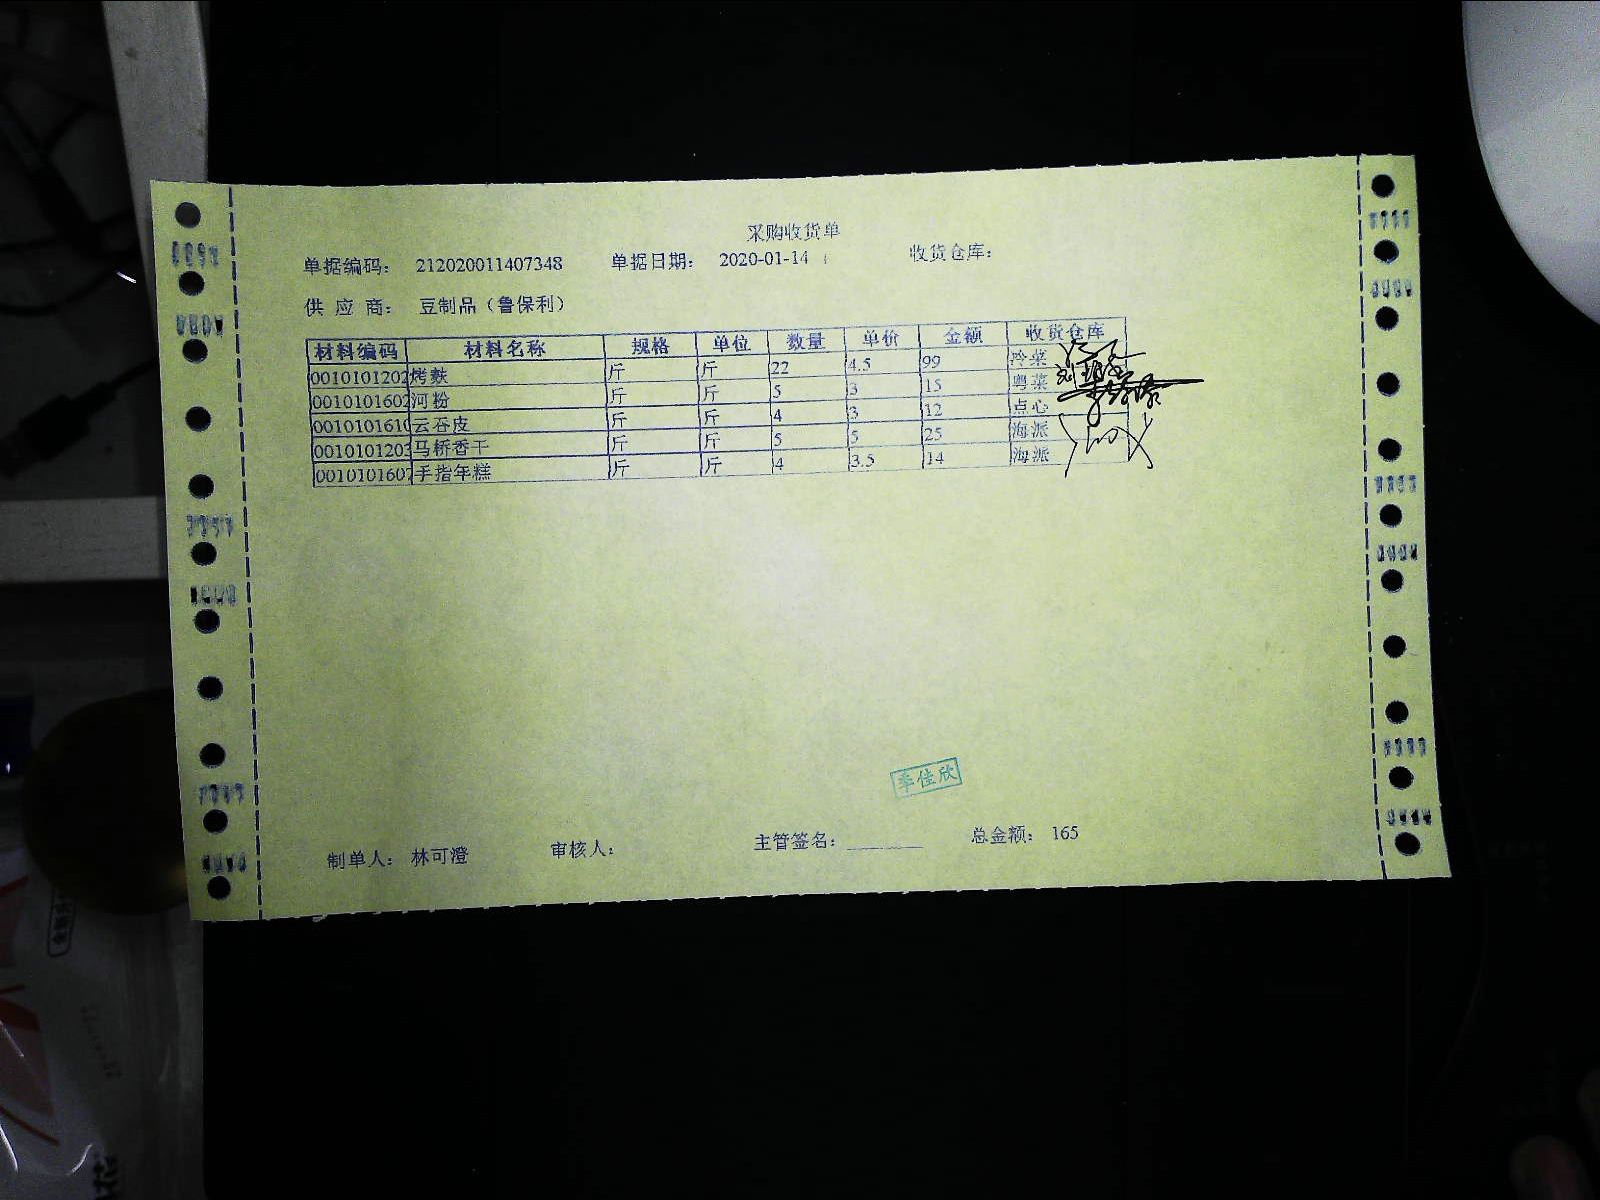 采购收货单
单据编码： 212020011407348 单据日期： 2020-01-14 收货仓库：
供 应 商： 豆制品（鲁保利）
材料编码 材料名称 规格 单位 数量 单价 金额 收货仓库
0010101202 烤麸 斤 斤 22 4.5 99 冷菜
0010101602 河粉 斤 斤 5 3 15 粤菜
001010161 云吞皮 斤 斤 4 3 12 点心
001010120 马桥香干 斤 斤 5 5 25 海派
001010160 手指年糕 斤 斤 4 3.5 14 海派
季佳欣
制单人： 林可澄 审核人： 主管签名： 总金额： 165